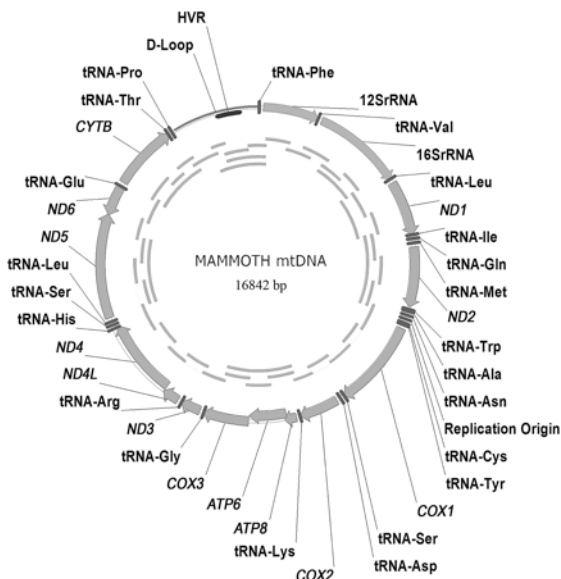 HVR
D-Loop
tRNA-Pro
tRNA-Phe
tRNA-Thr
12SrRNA
CYTB
tRNA-Val
16SrRNA
tRNA-Glu
tRNA-Leu
ND6
ND1
ND5
tRNA-Ile
tRNA-Gln
tRNA-Leu
MAMMOTH mtDNA
tRNA-Met
16842 bp
tRNA-Ser
ND2
tRNA-His
tRNA-Trp
ND4
tRNA-Ala
ND4L
tRNA-Asn
tRNA-Arg
Replication Origin
ND3
tRNA-Cys
tRNA-Gly
tRNA-Tyr
COX3
COX1
ATP6
ATP8
tRNA-Ser
tRNA-Lys
tRNA-Asp
COX2